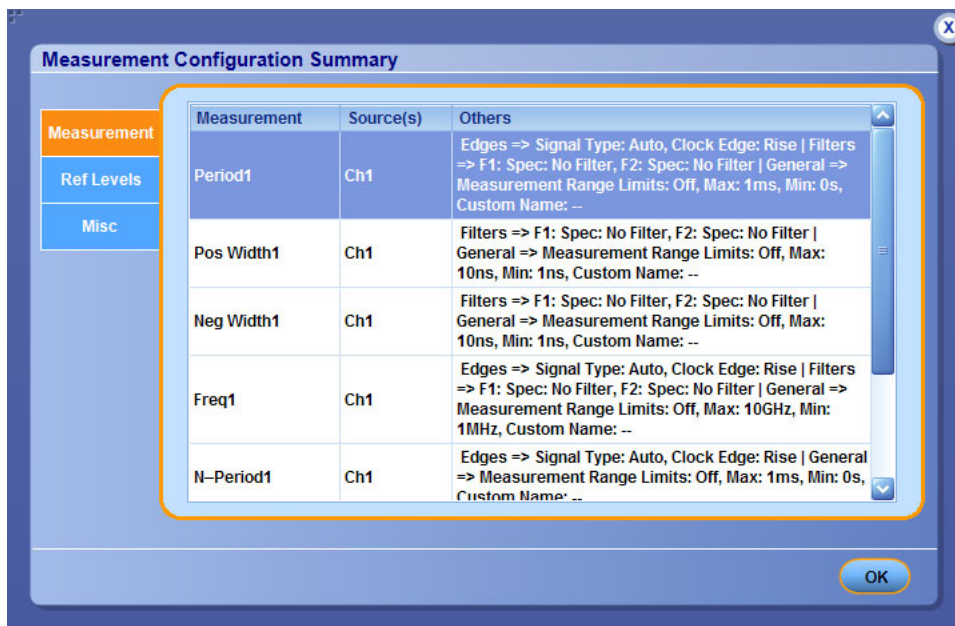 X
Measurement Configuration Summary
Measurement
Ref Levels
Misc
Measurement Source(s) Others
Period1 Ch1
Edges => Signal Type: Auto, Clock Edge: Rise | Filters
=> F1: Spec: No Filter, F2: Spec: No Filter | General =>
Measurement Range Limits: Off, Max: 1ms, Min: 0s,
Custom Name: --
Pos Width1 Ch1
Filters => F1: Spec: No Filter, F2: Spec: No Filter |
General => Measurement Range Limits: Off, Max:
10ns, Min: 1ns, Custom Name: --
Neg Width1 Ch1
Filters => F1: Spec: No Filter, F2: Spec: No Filter |
General => Measurement Range Limits: Off, Max:
10ns, Min: 1ns, Custom Name: --
Freq1 Ch1
Edges => Signal Type: Auto, Clock Edge: Rise | Filters
=> F1: Spec: No Filter, F2: Spec: No Filter | General =>
Measurement Range Limits: Off, Max: 10GHz, Min:
1MHz, Custom Name: --
N–Period1 Ch1
Edges => Signal Type: Auto, Clock Edge: Rise | General
=> Measurement Range Limits: Off, Max: 1ms, Min: 0s,
Custom Name: --
OK